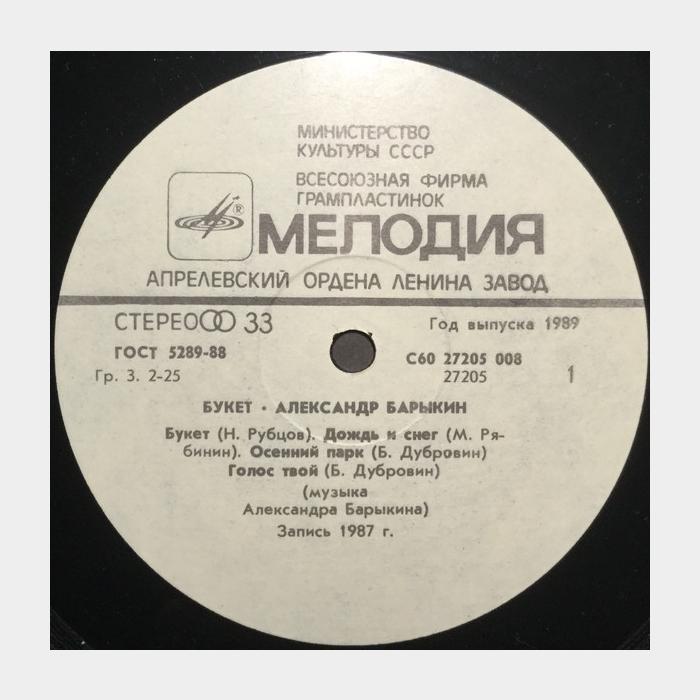 МИНИСТЕРСТВО
КУЛЬТУРЫ СССР
ВСЕСОЮЗНАЯ ФИРМА
ГРАМПЛАСТИНОК
®
МЕЛОДИЯ
АПРЕЛЕВСКИЙ ОРДЕНА ЛЕНИНА ЗАВОД
СТЕРЕО 33
Год выпуска 1989
ГОСТ 5289-88
С60 27205 008
Гр. 3. 2-25
27205
1
БУКЕТ • АЛЕКСАНДР БАРЫКИН
Букет (Н. Рубцов). Дождь и снег (М. Ря-
бинин). Осенний парк (Б. Дубровин)
Голос твой (Б. Дубровин)
(музыка
Александра Барыкина)
Запись 1987 г.